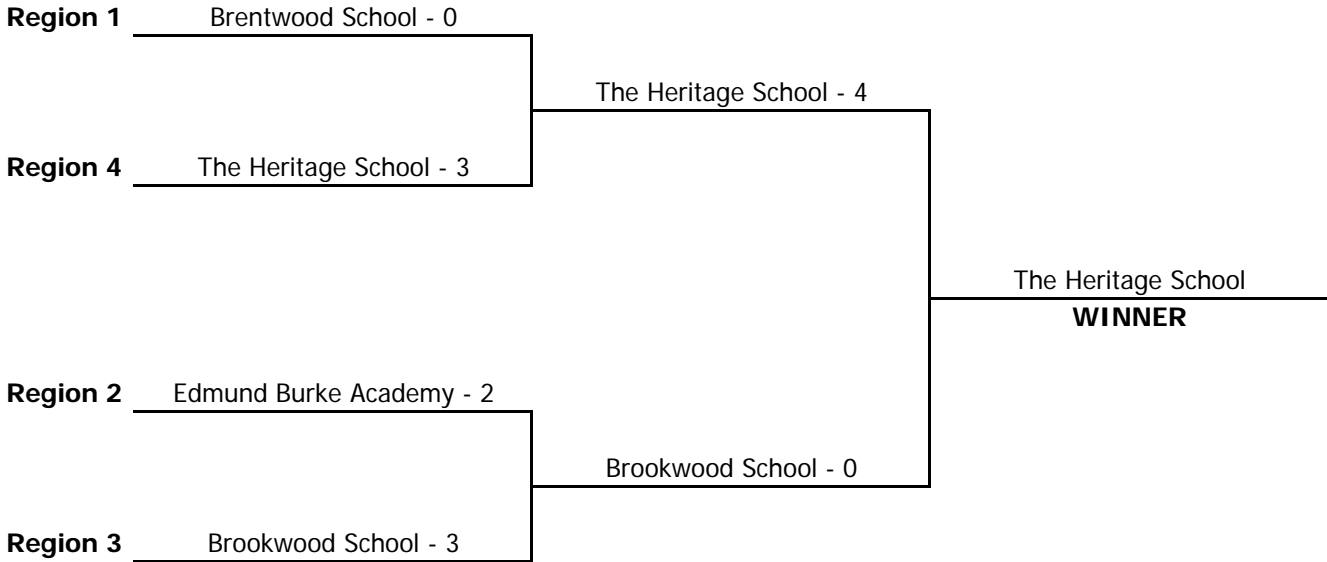 Region 1 Brentwood School - 0
The Heritage School - 4
Region 4 The Heritage School - 3
The Heritage School
WINNER
Region 2 Edmund Burke Academy - 2
Brookwood School - 0
Region 3 Brookwood School - 3